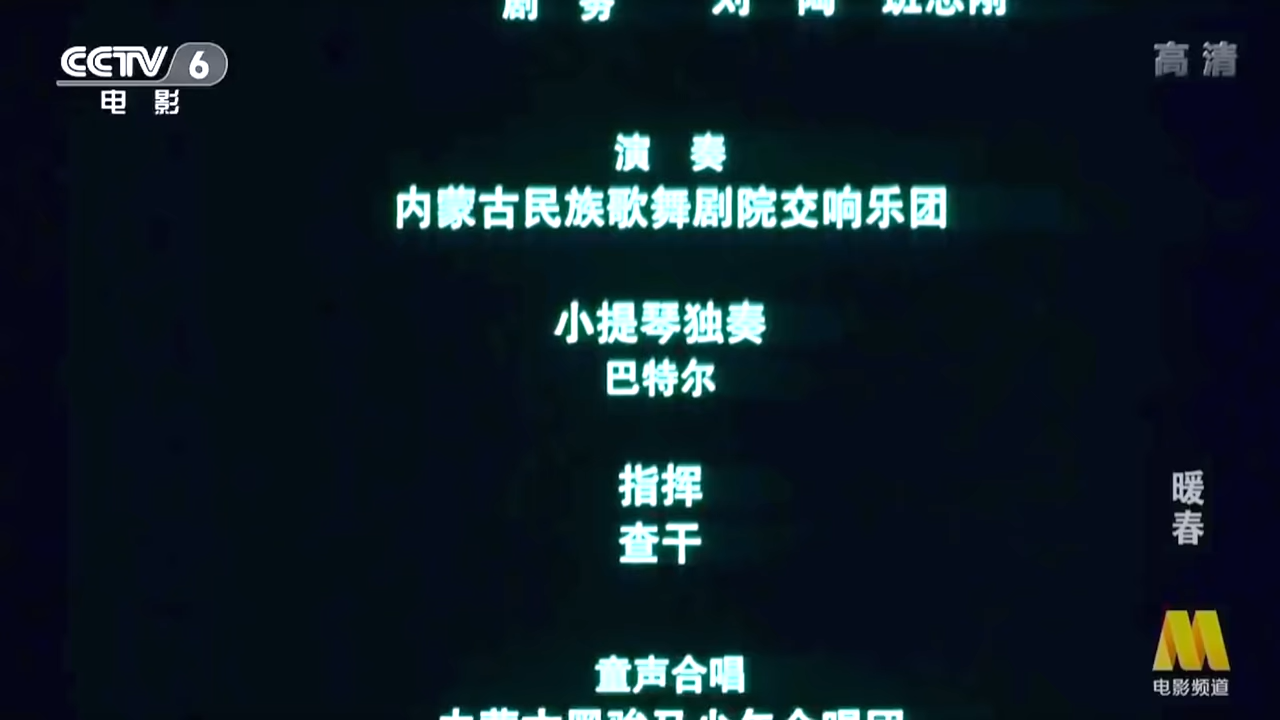 剧 务
CCTV 6
电 影
高 清
演 奏
内蒙古民族歌舞剧院交响乐团
小提琴独奏
巴特尔
指挥
查干
暖春
童声合唱
电影频道